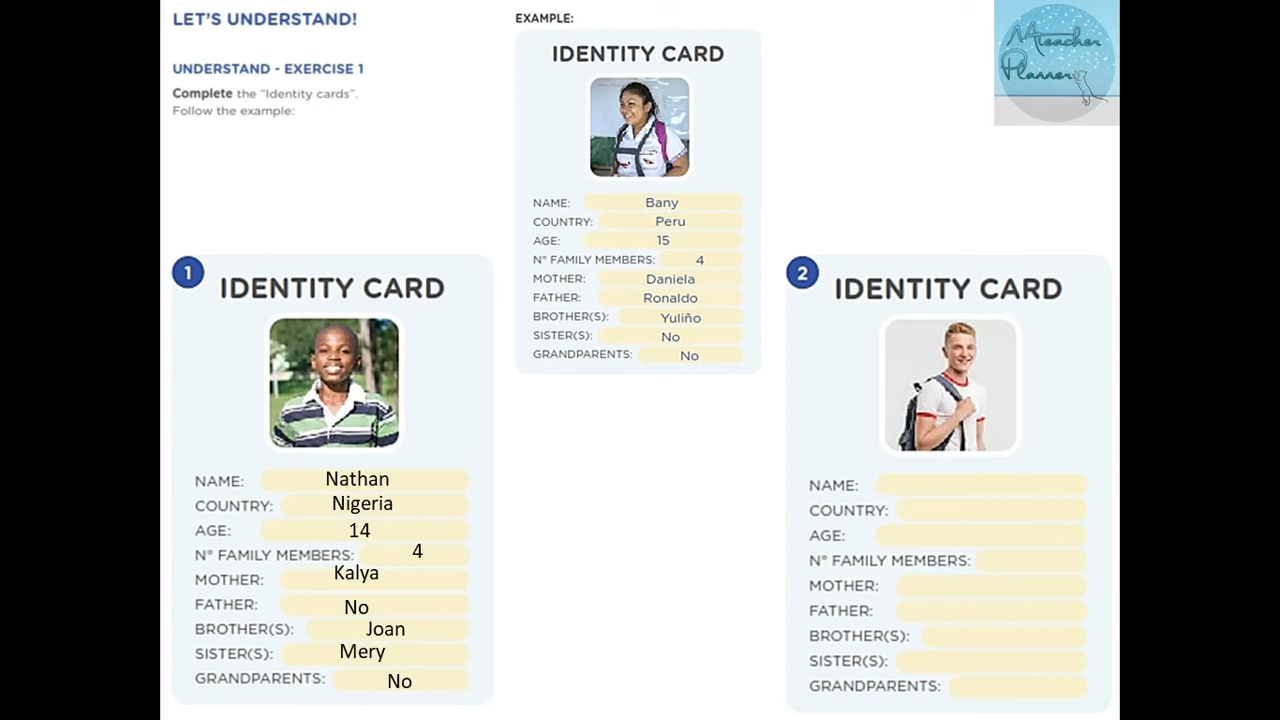 LET'S UNDERSTAND!
UNDERSTAND - EXERCISE 1
Complete the "Identity cards".
Follow the example:
EXAMPLE:
IDENTITY CARD
NAME: Bany
COUNTRY: Peru
AGE: 15
N° FAMILY MEMBERS: 4
MOTHER: Daniela
FATHER: Ronaldo
BROTHER(S): Yuliño
SISTER(S): No
GRANDPARENTS: No
MAteacher
Planner
1
IDENTITY CARD
NAME: Nathan
COUNTRY: Nigeria
AGE: 14
N° FAMILY MEMBERS: 4
MOTHER: Kalya
FATHER: No
BROTHER(S): Joan
SISTER(S): Mery
GRANDPARENTS: No
2
IDENTITY CARD
NAME:
COUNTRY:
AGE:
N° FAMILY MEMBERS:
MOTHER:
FATHER:
BROTHER(S):
SISTER(S):
GRANDPARENTS: